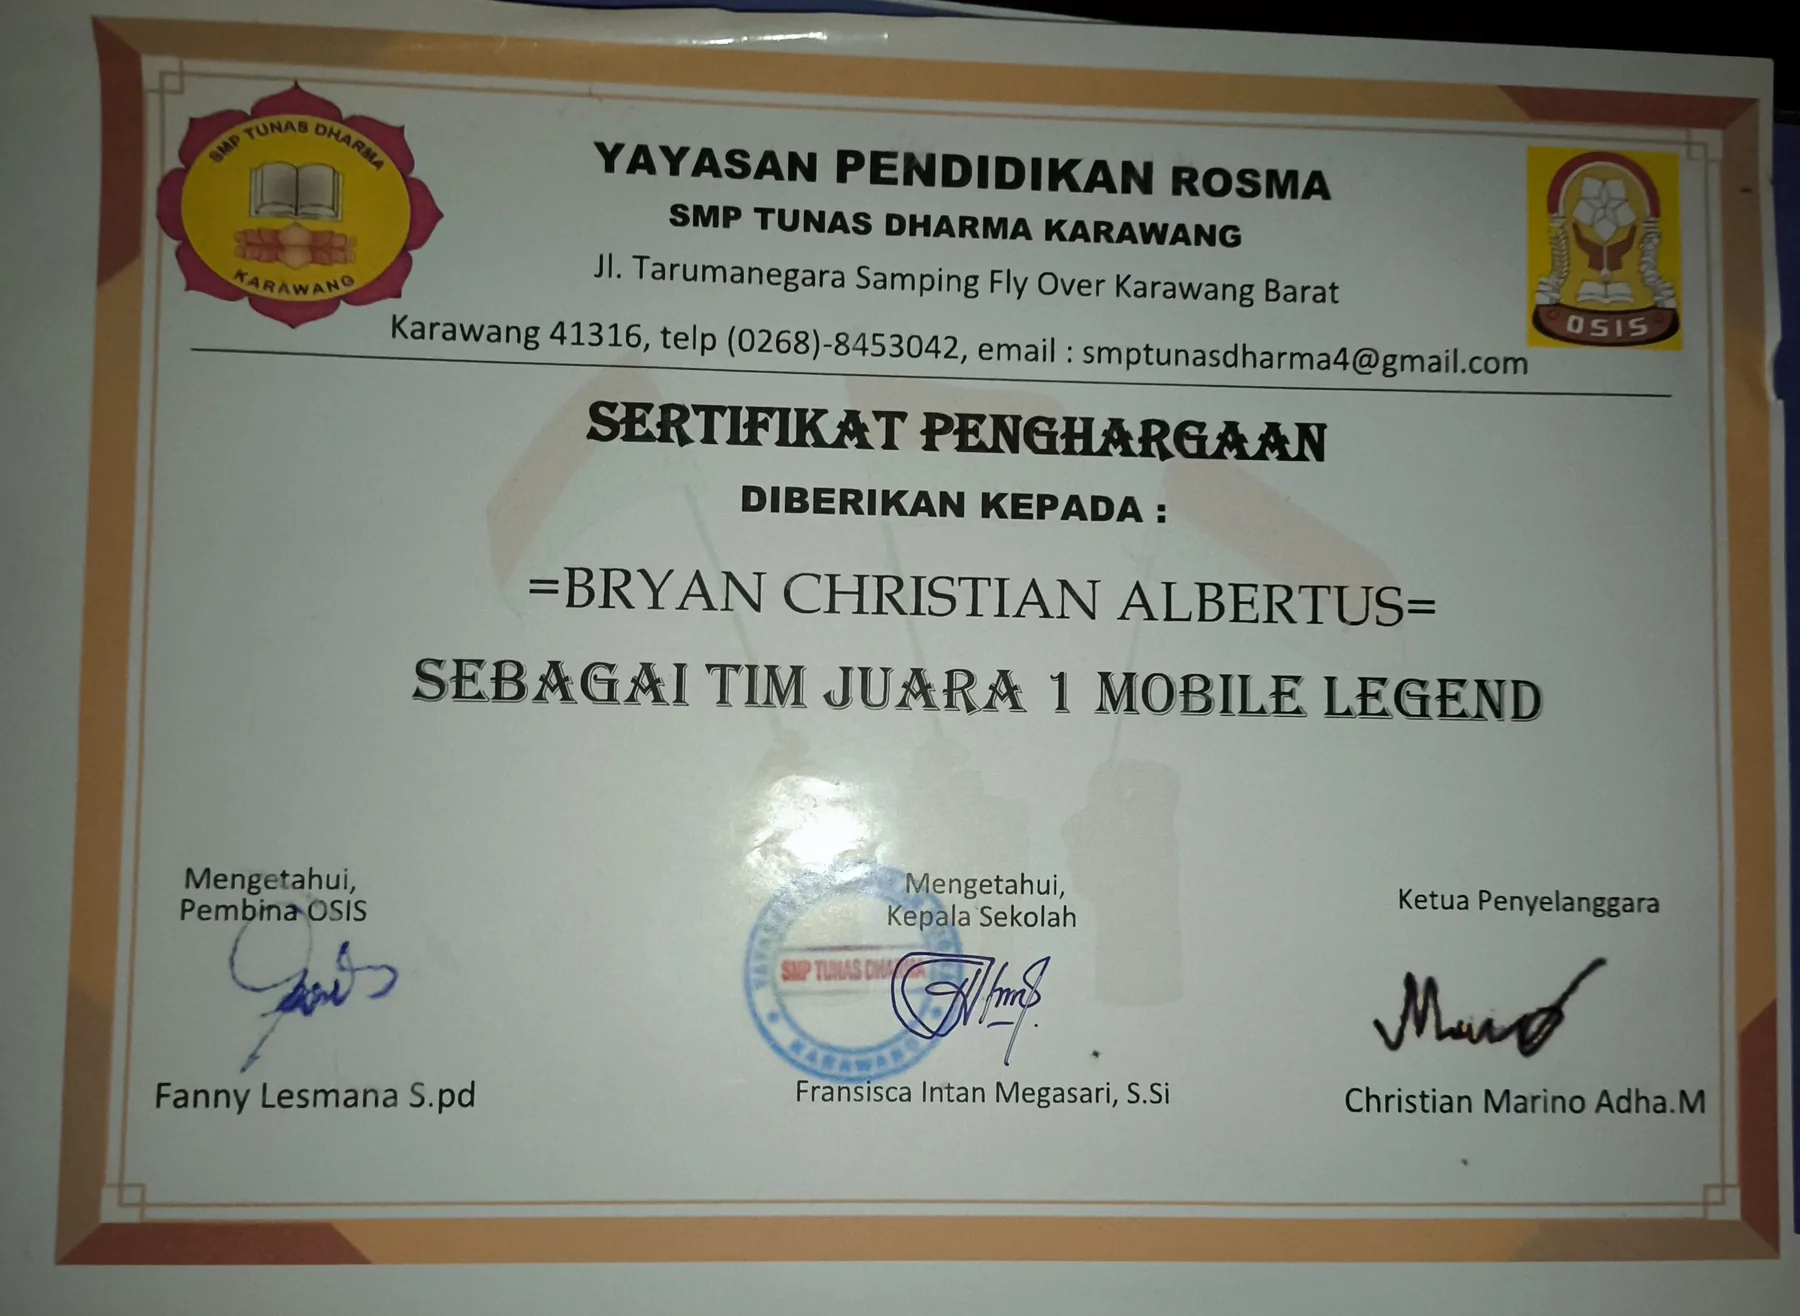 SMP TUNAS DHARMA
KARAWANG
YAYASAN PENDIDIKAN ROSMA
SMP TUNAS DHARMA KARAWANG
Jl. Tarumanegara Samping Fly Over Karawang Barat
Karawang 41316, telp (0268)-8453042, email : smptunasdharma4@gmail.com
OSIS
SERTIFIKAT PENGHARGAAN
DIBERIKAN KEPADA :
=BRYAN CHRISTIAN ALBERTUS=
SEBAGAI TIM JUARA 1 MOBILE LEGEND
Mengetahui,
Pembina OSIS
Fanny Lesmana S.pd
Mengetahui,
Kepala Sekolah
SMP TUNAS DHARMA
KARAWANG
Fransisca Intan Megasari, S.Si
Ketua Penyelanggara
Christian Marino Adha.M